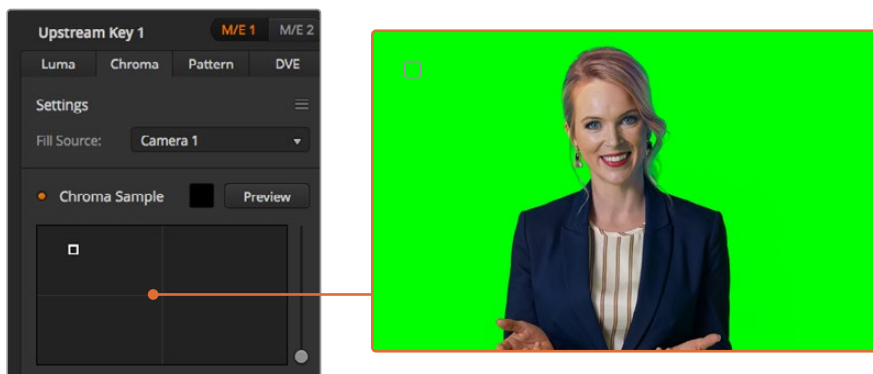 Upstream Key 1 M/E 1 M/E 2
Luma Chroma Pattern DVE
Settings
Fill Source: Camera 1
Chroma Sample Preview